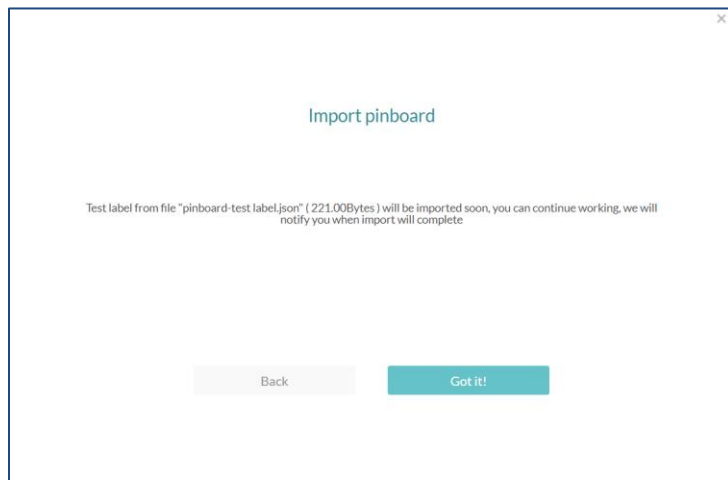 Import pinboard
Test label from file "pinboard-test label.json" ( 221.00Bytes ) will be imported soon, you can continue working, we will
notify you when import will complete
Back
Got it!